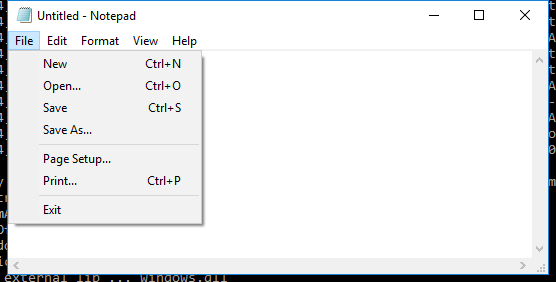 Untitled - Notepad
File Edit Format View Help
New Ctrl+N
Open... Ctrl+O
Save Ctrl+S
Save As...
Page Setup...
Print... Ctrl+P
Exit
external lib ... windows.dll